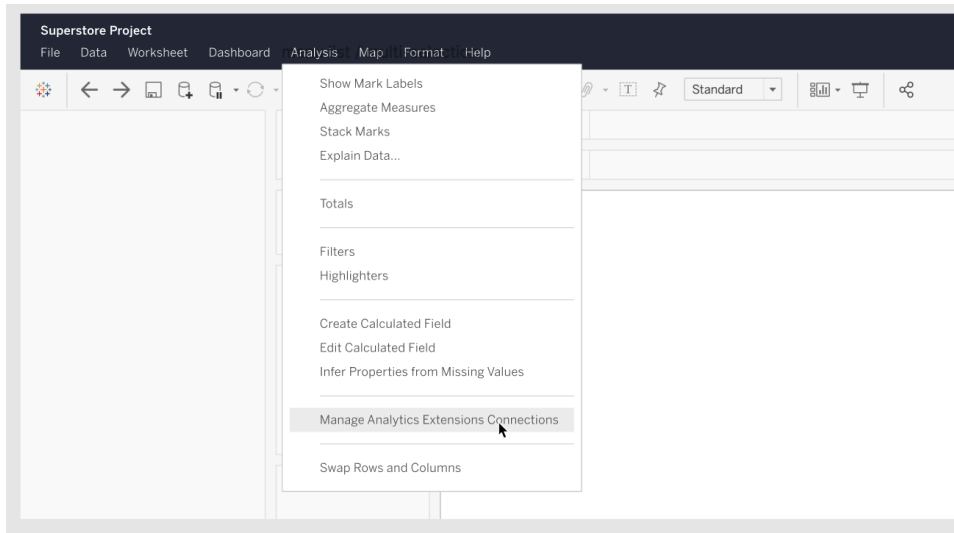 Superstore Project
File Data Worksheet Dashboard Analysis Map Format Help
Standard
Show Mark Labels
Aggregate Measures
Stack Marks
Explain Data...
Totals
Filters
Highlighters
Create Calculated Field
Edit Calculated Field
Infer Properties from Missing Values
Manage Analytics Extensions Connections
Swap Rows and Columns